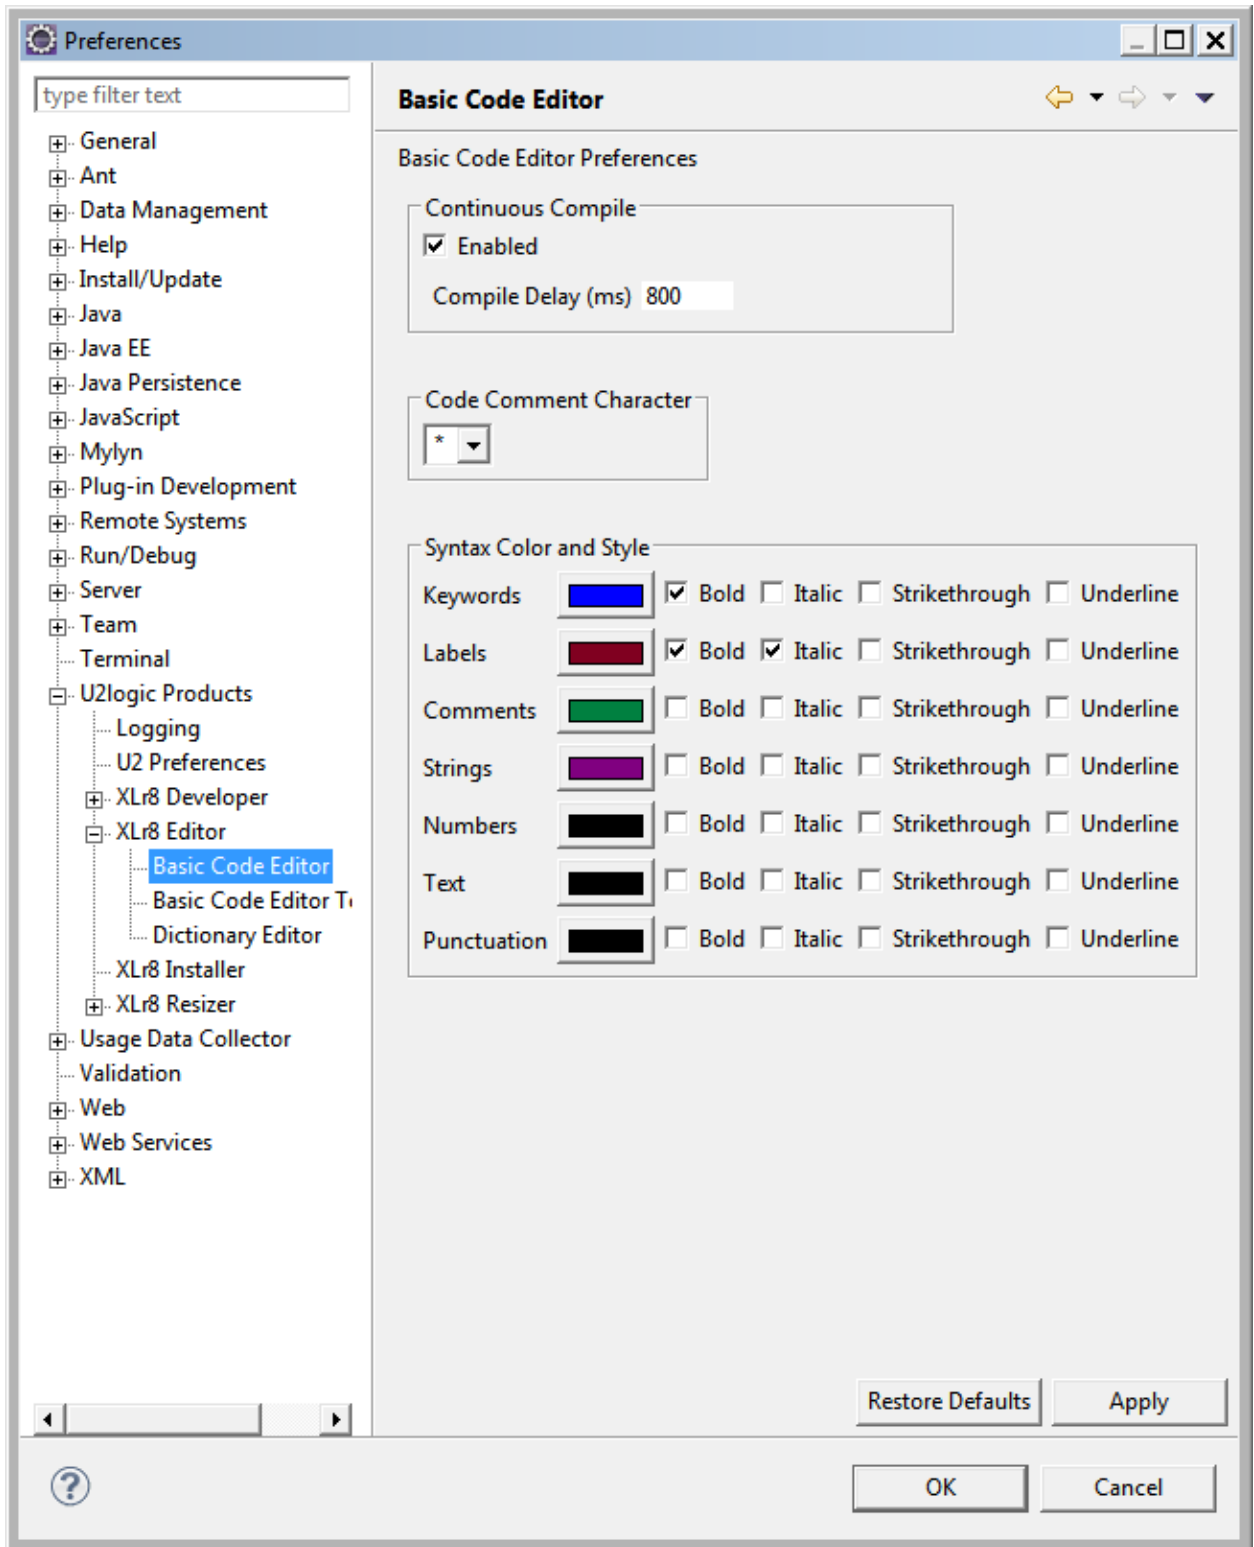 Preferences
type filter text
General
Ant
Data Management
Help
Install/Update
Java
Java EE
Java Persistence
JavaScript
Mylyn
Plug-in Development
Remote Systems
Run/Debug
Server
Team
Terminal
U2logic Products
Logging
U2 Preferences
XLr8 Developer
XLr8 Editor
Basic Code Editor
Basic Code Editor
Dictionary Editor
XLr8 Installer
XLr8 Resizer
Usage Data Collector
Validation
Web
Web Services
XML
Basic Code Editor
Basic Code Editor Preferences
Continuous Compile
Enabled
Compile Delay (ms) 800
Code Comment Character
*
Syntax Color and Style
Keywords Bold Italic Strikethrough Underline
Labels Bold Italic Strikethrough Underline
Comments Bold Italic Strikethrough Underline
Strings Bold Italic Strikethrough Underline
Numbers Bold Italic Strikethrough Underline
Text Bold Italic Strikethrough Underline
Punctuation Bold Italic Strikethrough Underline
Restore Defaults Apply
? OK Cancel